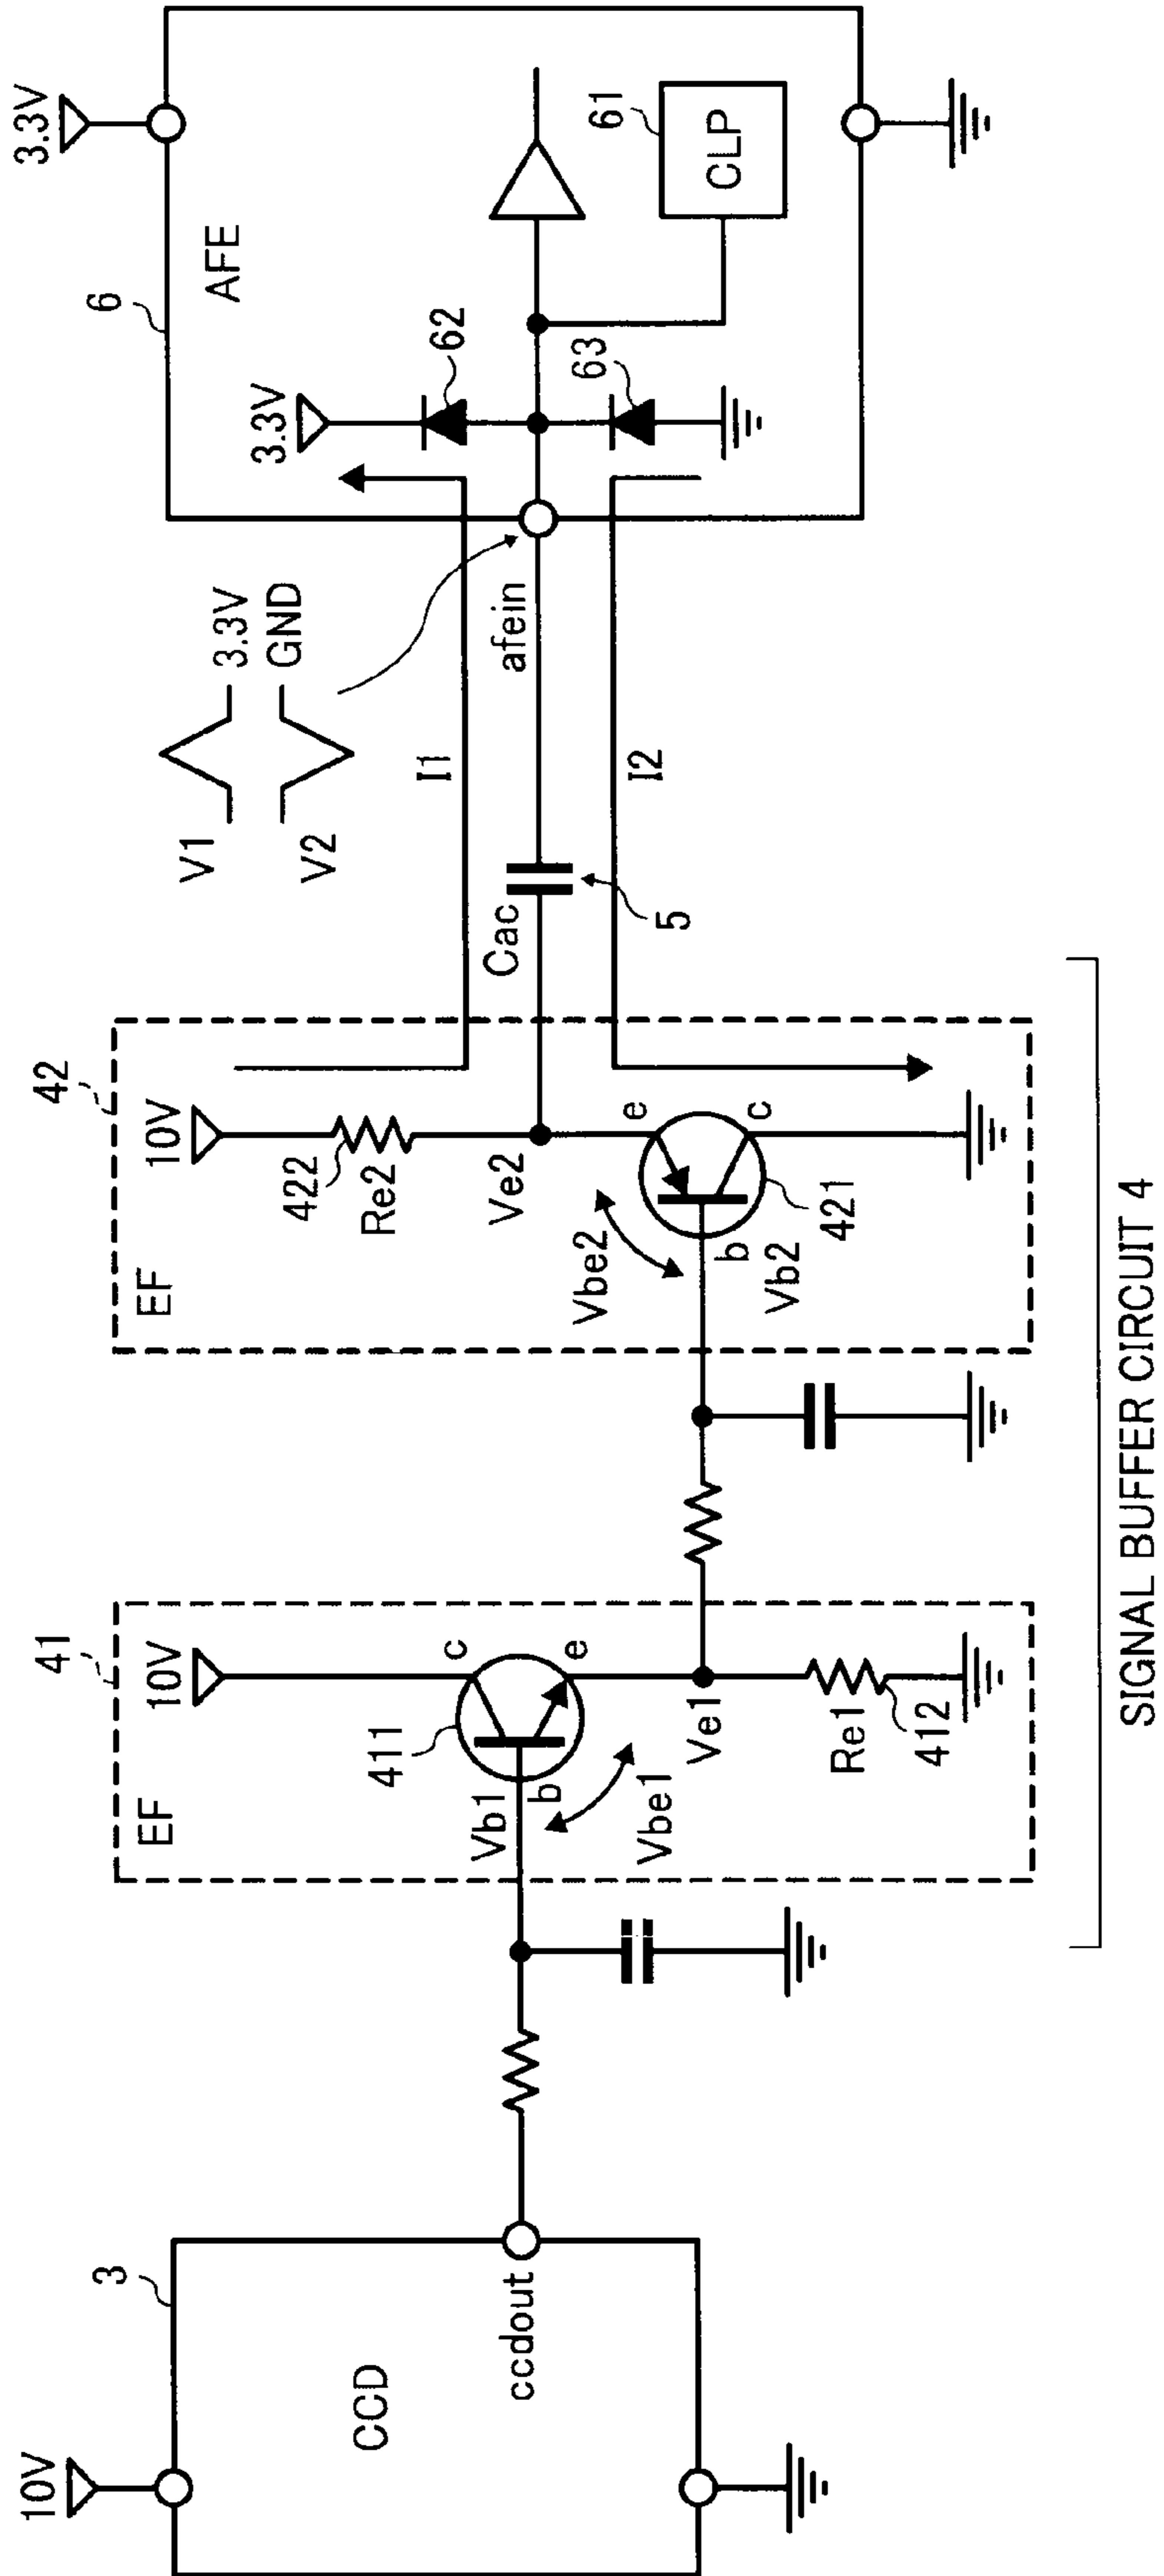 10V
3
CCD
ccdout
41
10V
EF
411
c
e
b
Vb1
Vbe1
Ve1
Re1
412
42
10V
EF
422
Re2
Ve2
e
c
b
Vbe2
Vb2
421
Cac
5
I1
I2
V1
3.3V
V2
GND
afein
6
3.3V
AFE
3.3V
62
63
61
CLP
SIGNAL BUFFER CIRCUIT 4